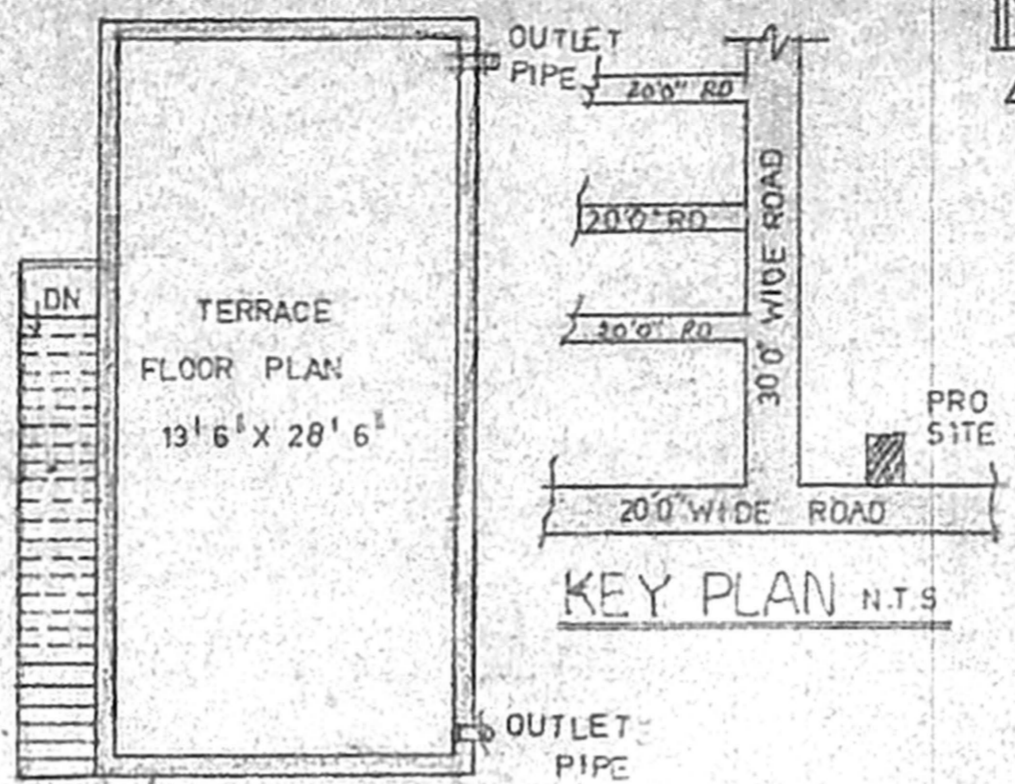 OUTLET
PIPE
DN
TERRACE
FLOOR PLAN
13' 6" X 28' 6"
OUTLET
PIPE
20'0" RD
20'0" RD
20'0" RD
30'0" WIDE ROAD
PRO
SITE
20'0" WIDE ROAD
KEY PLAN N.T.S